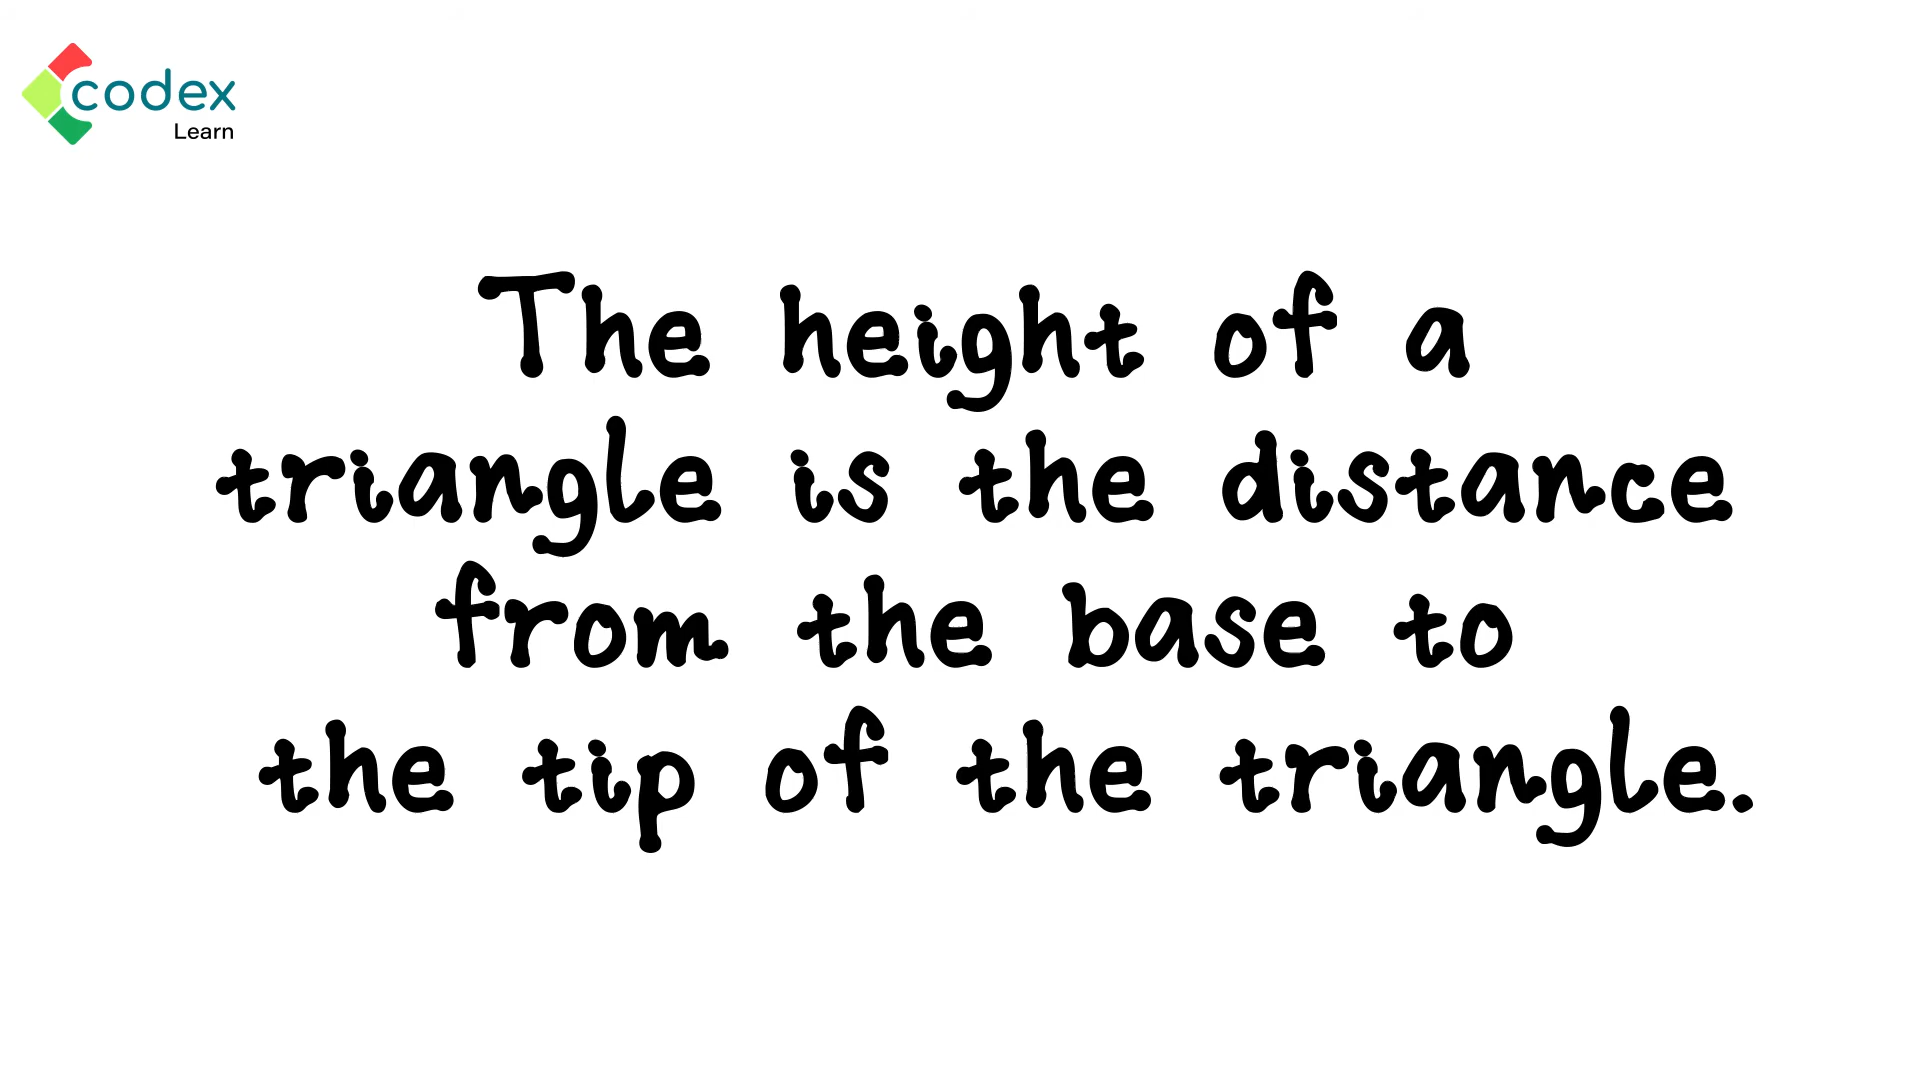 codex
Learn
The height of a
triangle is the distance
from the base to
the tip of the triangle.